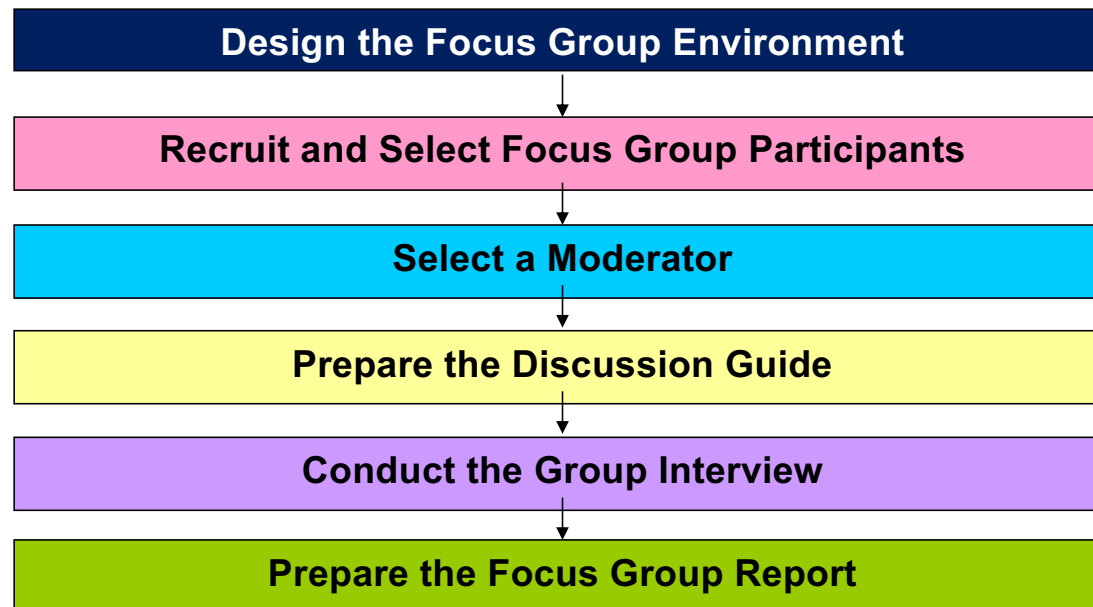 Design the Focus Group Environment
Recruit and Select Focus Group Participants
Select a Moderator
Prepare the Discussion Guide
Conduct the Group Interview
Prepare the Focus Group Report